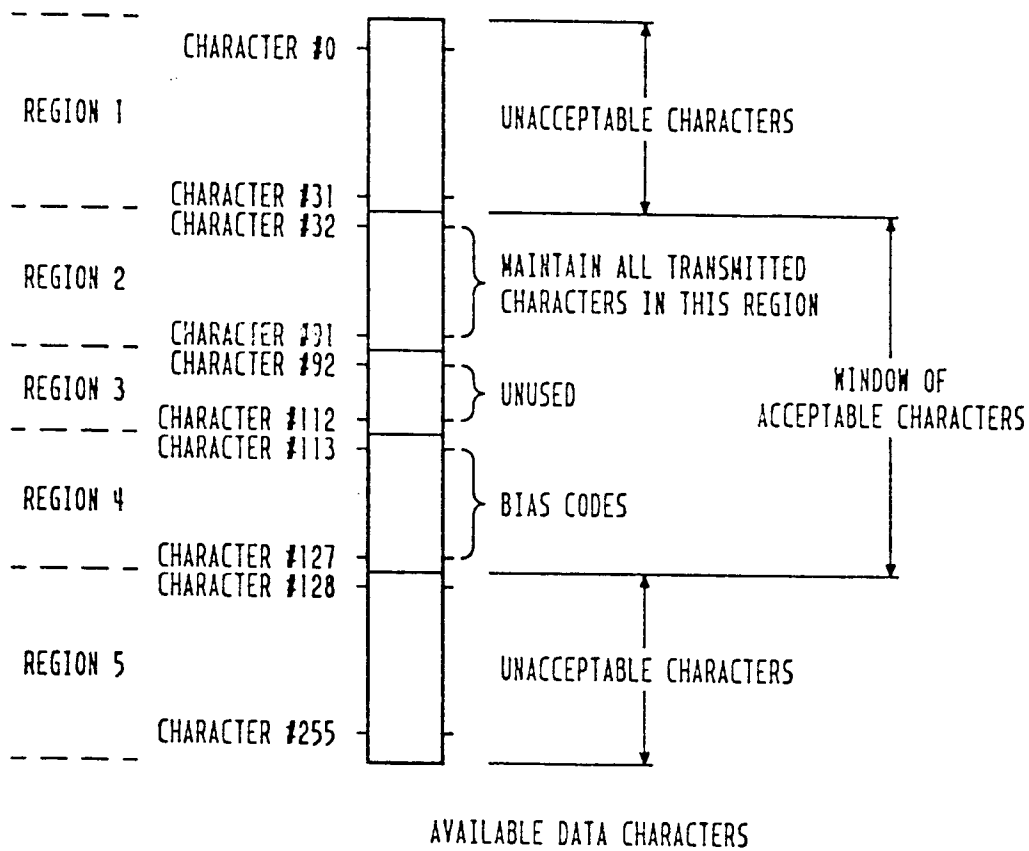 CHARACTER #0
REGION 1
UNACCEPTABLE CHARACTERS
CHARACTER #31
CHARACTER #32
REGION 2
MAINTAIN ALL TRANSMITTED
CHARACTERS IN THIS REGION
CHARACTER #91
CHARACTER #92
REGION 3
UNUSED
WINDOW OF
ACCEPTABLE CHARACTERS
CHARACTER #112
CHARACTER #113
REGION 4
BIAS CODES
CHARACTER #127
CHARACTER #128
REGION 5
UNACCEPTABLE CHARACTERS
CHARACTER #255
AVAILABLE DATA CHARACTERS